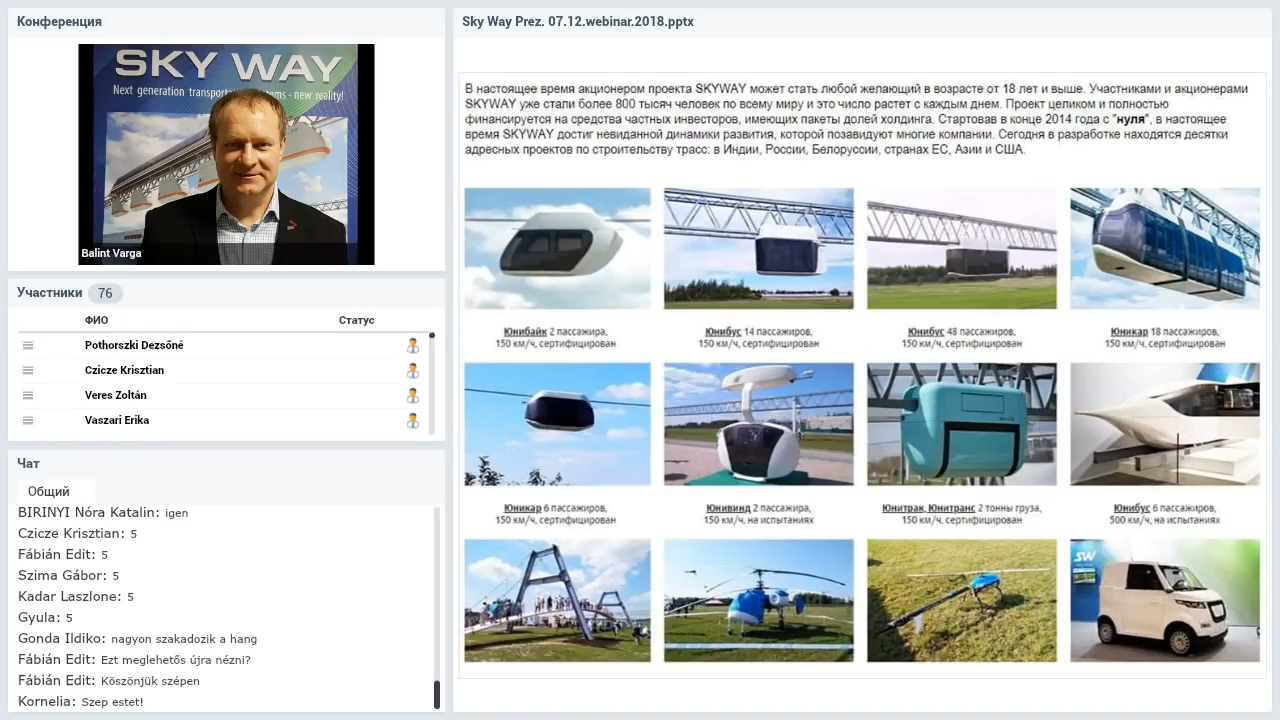 Конференция
SKY WAY
Next generation transportat ems - new reality!
Balint Varga
Участники 76
ФИО Статус
Pothorszki Dezsőné
Czicze Krisztian
Veres Zoltán
Vaszari Erika
Чат
Общий
BIRINYI Nóra Katalin: igen
Czicze Krisztian: 5
Fábián Edit: 5
Szima Gábor: 5
Kadar Laszlone: 5
Gyula: 5
Gonda Ildiko: nagyon szakadozik a hang
Fábián Edit: Ezt meglehetős újra nézni?
Fábián Edit: Köszönjük szépen
Kornelia: Szep estet!
Sky Way Prez. 07.12.webinar.2018.pptx
В настоящее время акционером проекта SKYWAY может стать любой желающий в возрасте от 18 лет и выше. Участниками и акционерами
SKYWAY уже стали более 800 тысяч человек по всему миру и это число растет с каждым днем. Проект целиком и полностью
финансируется на средства частных инвесторов, имеющих пакеты долей холдинга. Стартовав в конце 2014 года с "нуля", в настоящее
время SKYWAY достиг невиданной динамики развития, которой позавидуют многие компании. Сегодня в разработке находятся десятки
адресных проектов по строительству трасс: в Индии, России, Белоруссии, странах ЕС, Азии и США.
Юнибайк 2 пассажира,
150 км/ч, сертифицирован
Юнибус 14 пассажиров,
150 км/ч, сертифицирован
Юнибус 48 пассажиров,
150 км/ч, сертифицирован
Юникар 18 пассажиров,
150 км/ч, сертифицирован
Юникар 6 пассажиров,
150 км/ч, сертифицирован
Юнивинд 2 пассажира,
150 км/ч, на испытаниях
Юнитрак, Юнитранс 2 тонны груза,
150 км/ч, сертифицирован
Юнибус 6 пассажиров,
500 км/ч, на испытаниях
SW